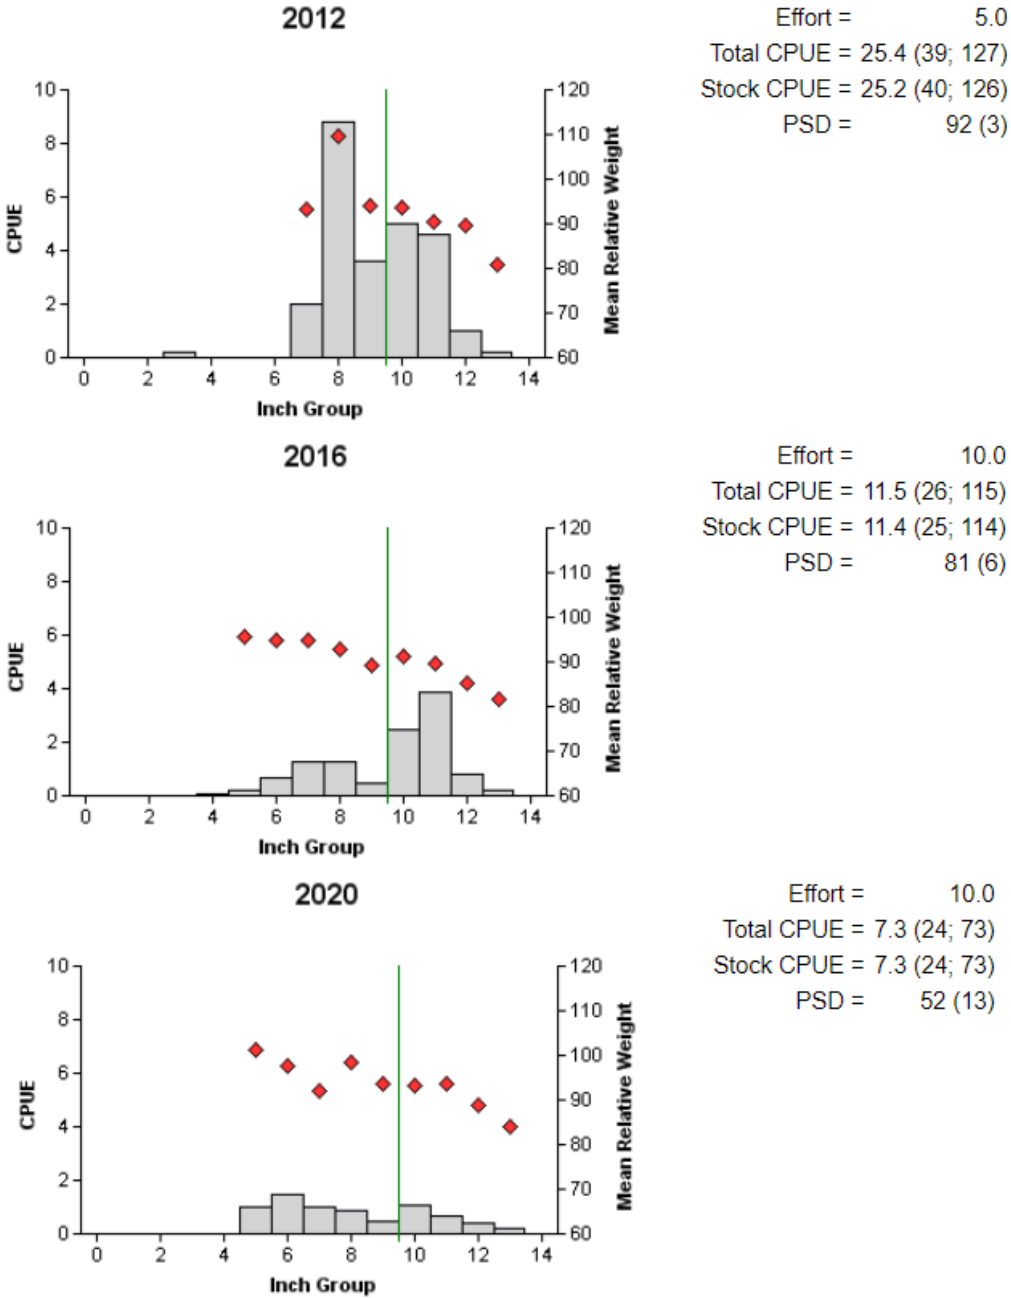 2012
Effort = 5.0
Total CPUE = 25.4 (39; 127)
Stock CPUE = 25.2 (40; 126)
PSD = 92 (3)
10
8
6
4
2
0
CPUE
120
110
100
90
80
70
60
Mean Relative Weight
0 2 4 6 8 10 12 14
Inch Group
2016
Effort = 10.0
Total CPUE = 11.5 (26; 115)
Stock CPUE = 11.4 (25; 114)
PSD = 81 (6)
10
8
6
4
2
0
CPUE
120
110
100
90
80
70
60
Mean Relative Weight
0 2 4 6 8 10 12 14
Inch Group
2020
Effort = 10.0
Total CPUE = 7.3 (24; 73)
Stock CPUE = 7.3 (24; 73)
PSD = 52 (13)
10
8
6
4
2
0
CPUE
120
110
100
90
80
70
60
Mean Relative Weight
0 2 4 6 8 10 12 14
Inch Group